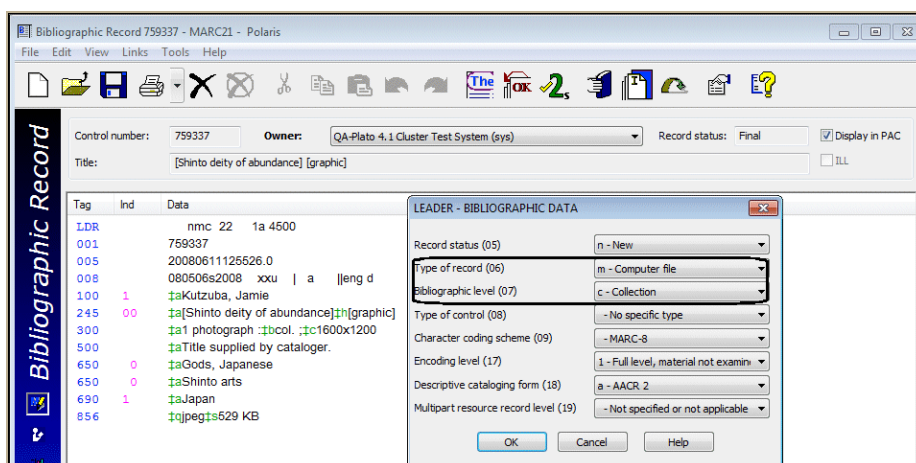 Bibliographic Record 759337 - MARC21 - Polaris
File Edit View Links Tools Help
The OK 2,
Control number: 759337 Owner: QA-Plato 4.1 Cluster Test System (sys) Record status: Final Display in PAC
Title: [Shinto deity of abundance] [graphic] ILL
Bibliographic Record
Tag Ind Data
LDR nmc 22 1a 4500
001 759337
005 20080611125526.0
008 080506s2008 xxu | a ||eng d
100 1 ‡aKutzuba, Jamie
245 00 ‡a[Shinto deity of abundance]‡h[graphic]
300 ‡a1 photograph :‡bcol. ;‡c1600x1200
500 ‡aTitle supplied by cataloger.
650 0 ‡aGods, Japanese
650 0 ‡aShinto arts
690 1 ‡aJapan
856 ‡qjpeg‡s529 KB
LEADER - BIBLIOGRAPHIC DATA
Record status (05) n - New
Type of record (06) m - Computer file
Bibliographic level (07) c - Collection
Type of control (08) - No specific type
Character coding scheme (09) - MARC-8
Encoding level (17) 1 - Full level, material not examin
Descriptive cataloging form (18) a - AACR 2
Multipart resource record level (19) - Not specified or not applicable
OK Cancel Help